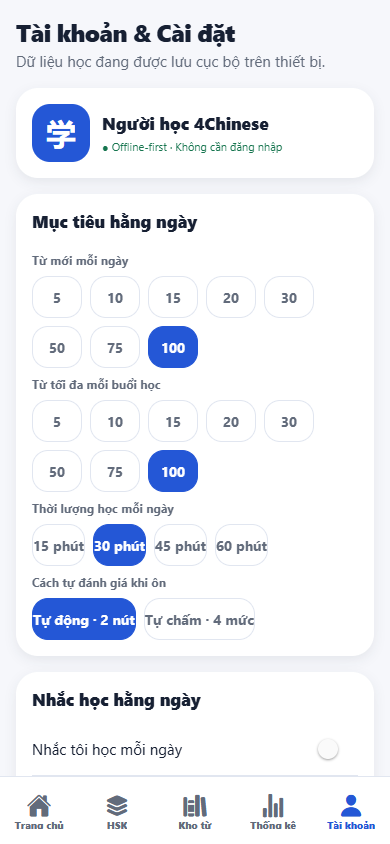 Tài khoản & Cài đặt
Dữ liệu học đang được lưu cục bộ trên thiết bị.
学
Người học 4Chinese
● Offline-first · Không cần đăng nhập
Mục tiêu hằng ngày
Từ mới mỗi ngày
5 10 15 20 30
50 75 100
Từ tối đa mỗi buổi học
5 10 15 20 30
50 75 100
Thời lượng học mỗi ngày
15 phút 30 phút 45 phút 60 phút
Cách tự đánh giá khi ôn
Tự động · 2 nút Tự chấm · 4 mức
Nhắc học hằng ngày
Nhắc tôi học mỗi ngày
Trang chủ HSK Kho từ Thống kê Tài khoản